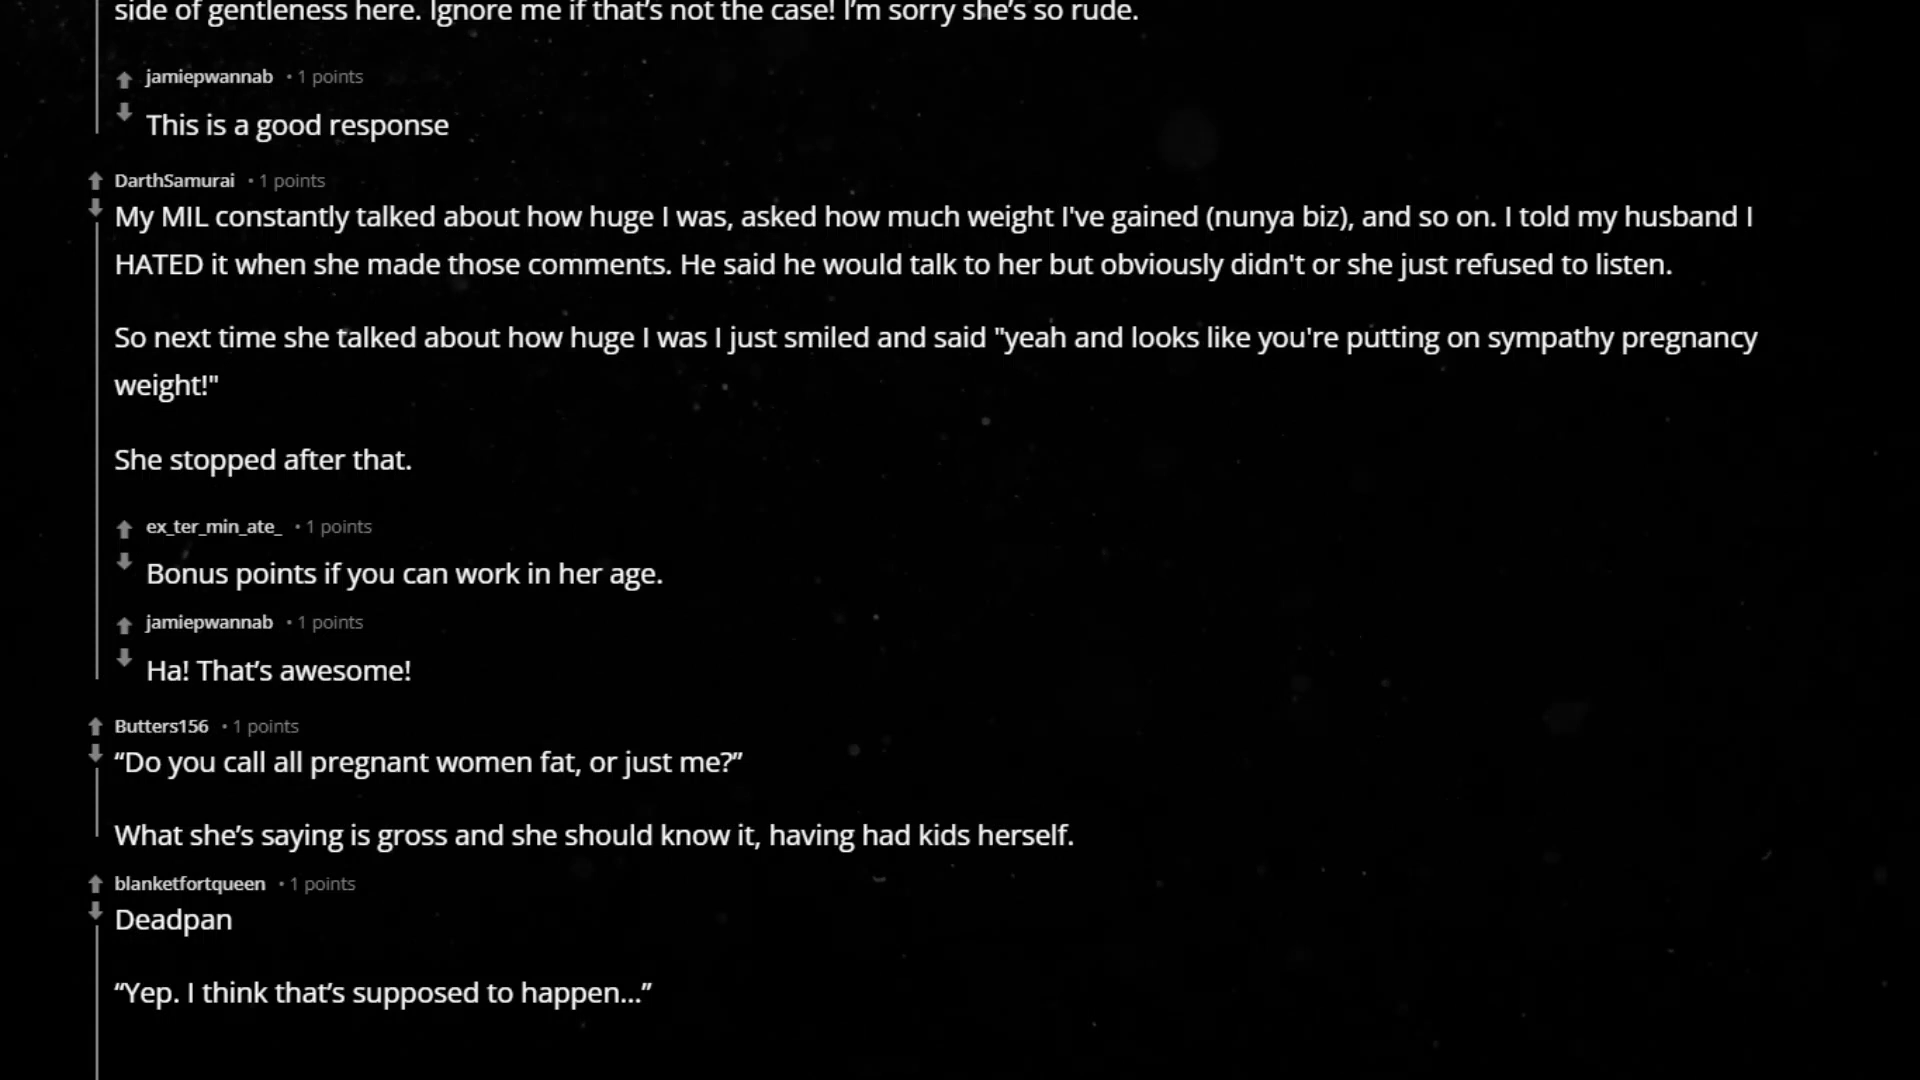 side of gentleness here. Ignore me if that's not the case! I'm sorry she's so rude.
jamiepwannab • 1 points
This is a good response
DarthSamurai • 1 points
My MIL constantly talked about how huge I was, asked how much weight I've gained (nunya biz), and so on. I told my husband I
HATED it when she made those comments. He said he would talk to her but obviously didn't or she just refused to listen.
So next time she talked about how huge I was I just smiled and said "yeah and looks like you're putting on sympathy pregnancy
weight!"
She stopped after that.
ex_ter_min_ate_ • 1 points
Bonus points if you can work in her age.
jamiepwannab • 1 points
Ha! That’s awesome!
Butters156 • 1 points
“Do you call all pregnant women fat, or just me?”
What she’s saying is gross and she should know it, having had kids herself.
blanketfortqueen • 1 points
Deadpan
“Yep. I think that’s supposed to happen...”